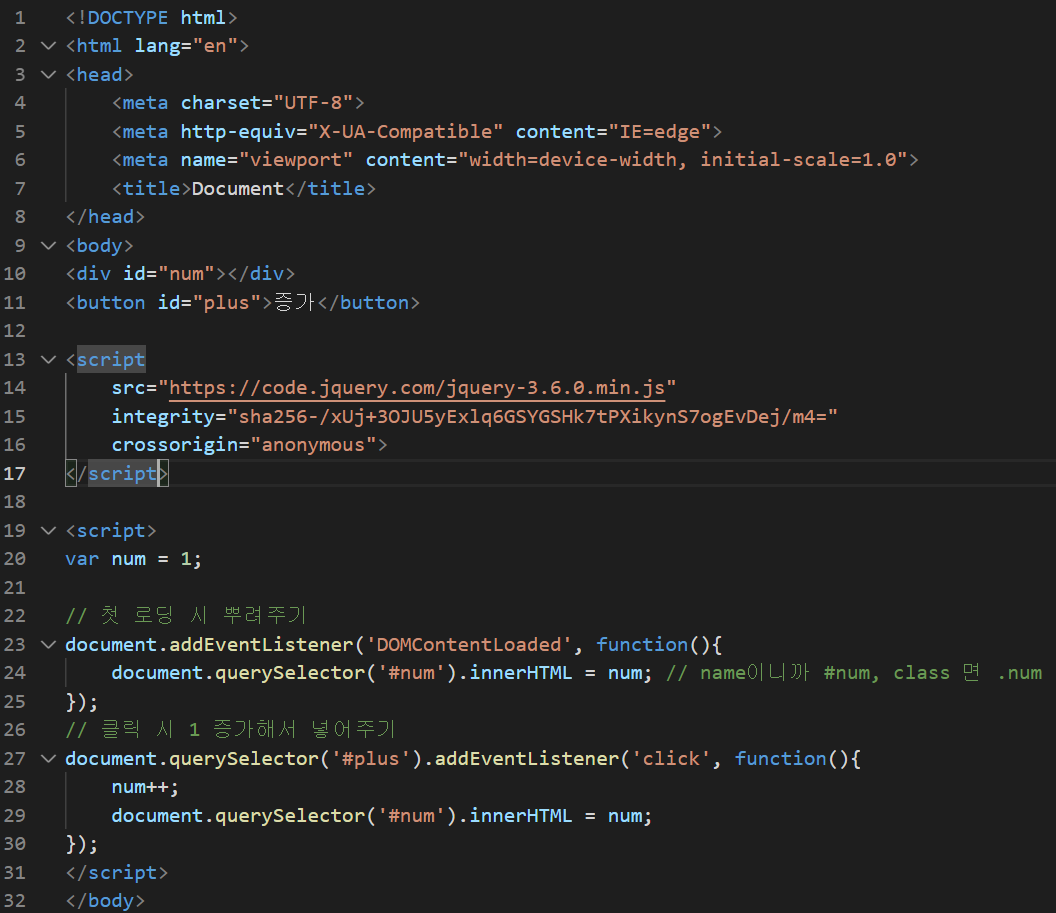 1 <!DOCTYPE html>
2 <html lang="en">
3 <head>
4     <meta charset="UTF-8">
5     <meta http-equiv="X-UA-Compatible" content="IE=edge">
6     <meta name="viewport" content="width=device-width, initial-scale=1.0">
7     <title>Document</title>
8 </head>
9 <body>
10 <div id="num"></div>
11 <button id="plus">증가</button>
12
13 <script
14     src="https://code.jquery.com/jquery-3.6.0.min.js"
15     integrity="sha256-/xUj+3OJU5yExlq6GSYGSHk7tPXikynS7ogEvDej/m4="
16     crossorigin="anonymous">
17 </script>
18
19 <script>
20 var num = 1;
21
22 // 첫 로딩 시 뿌려주기
23 document.addEventListener('DOMContentLoaded', function(){
24     document.querySelector('#num').innerHTML = num; // name이니까 #num, class 면 .num
25 });
26 // 클릭 시 1 증가해서 넣어주기
27 document.querySelector('#plus').addEventListener('click', function(){
28     num++;
29     document.querySelector('#num').innerHTML = num;
30 });
31 </script>
32 </body>